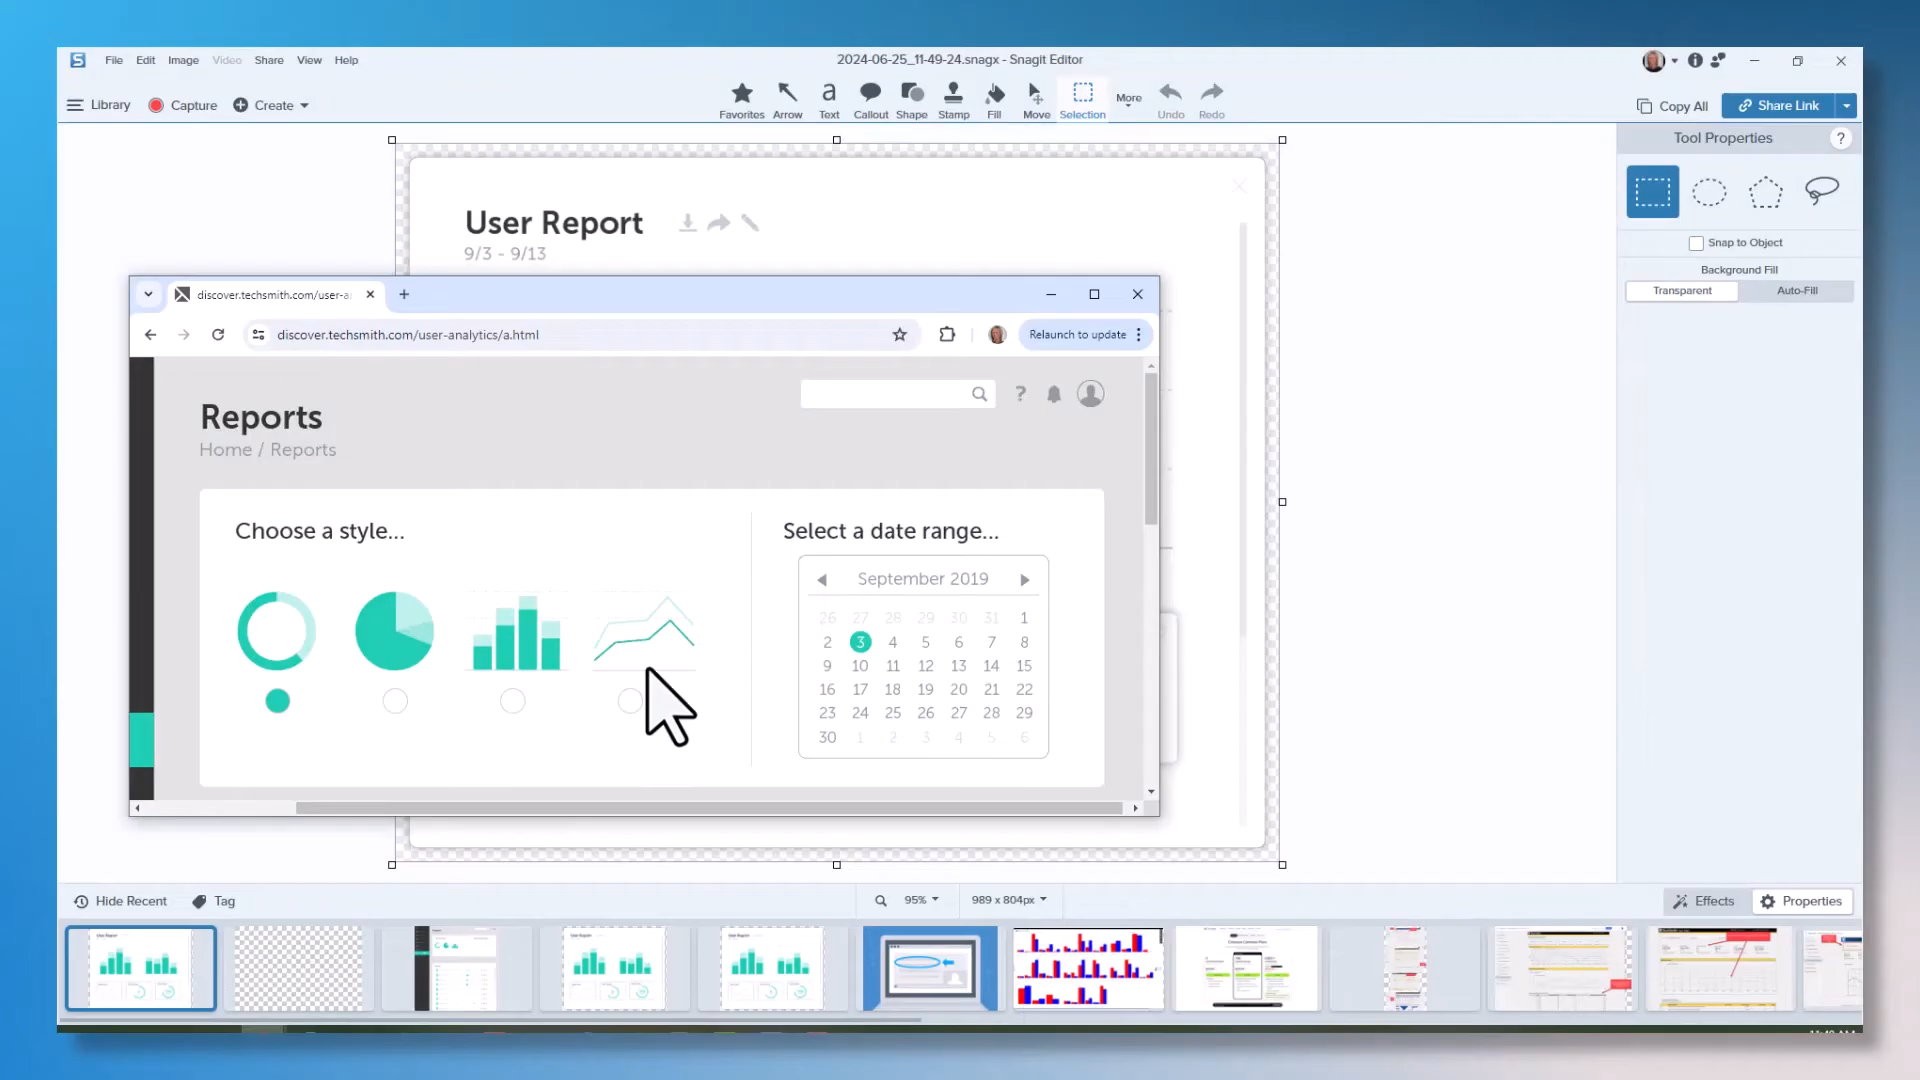 File Edit Image Video Share View Help
2024-06-25_11-49-24.snagx - Snagit Editor
Library Capture Create
Favorites Arrow Text Callout Shape Stamp Fill Move Selection More Undo Redo
Copy All Share Link
Tool Properties ?
Snap to Object
Background Fill
Transparent Auto-Fill
User Report
9/3 - 9/13
discover.techsmith.com/user-a
discover.techsmith.com/user-analytics/a.html
Relaunch to update
Reports
Home / Reports
?
Choose a style...
Select a date range...
September 2019
26 27 28 29 30 31 1
2 3 4 5 6 7 8
9 10 11 12 13 14 15
16 17 18 19 20 21 22
23 24 25 26 27 28 29
30 1 2 3 4 5 6
Hide Recent Tag
95% 989 x 804px
Effects Properties
User Report
User Report
User Report